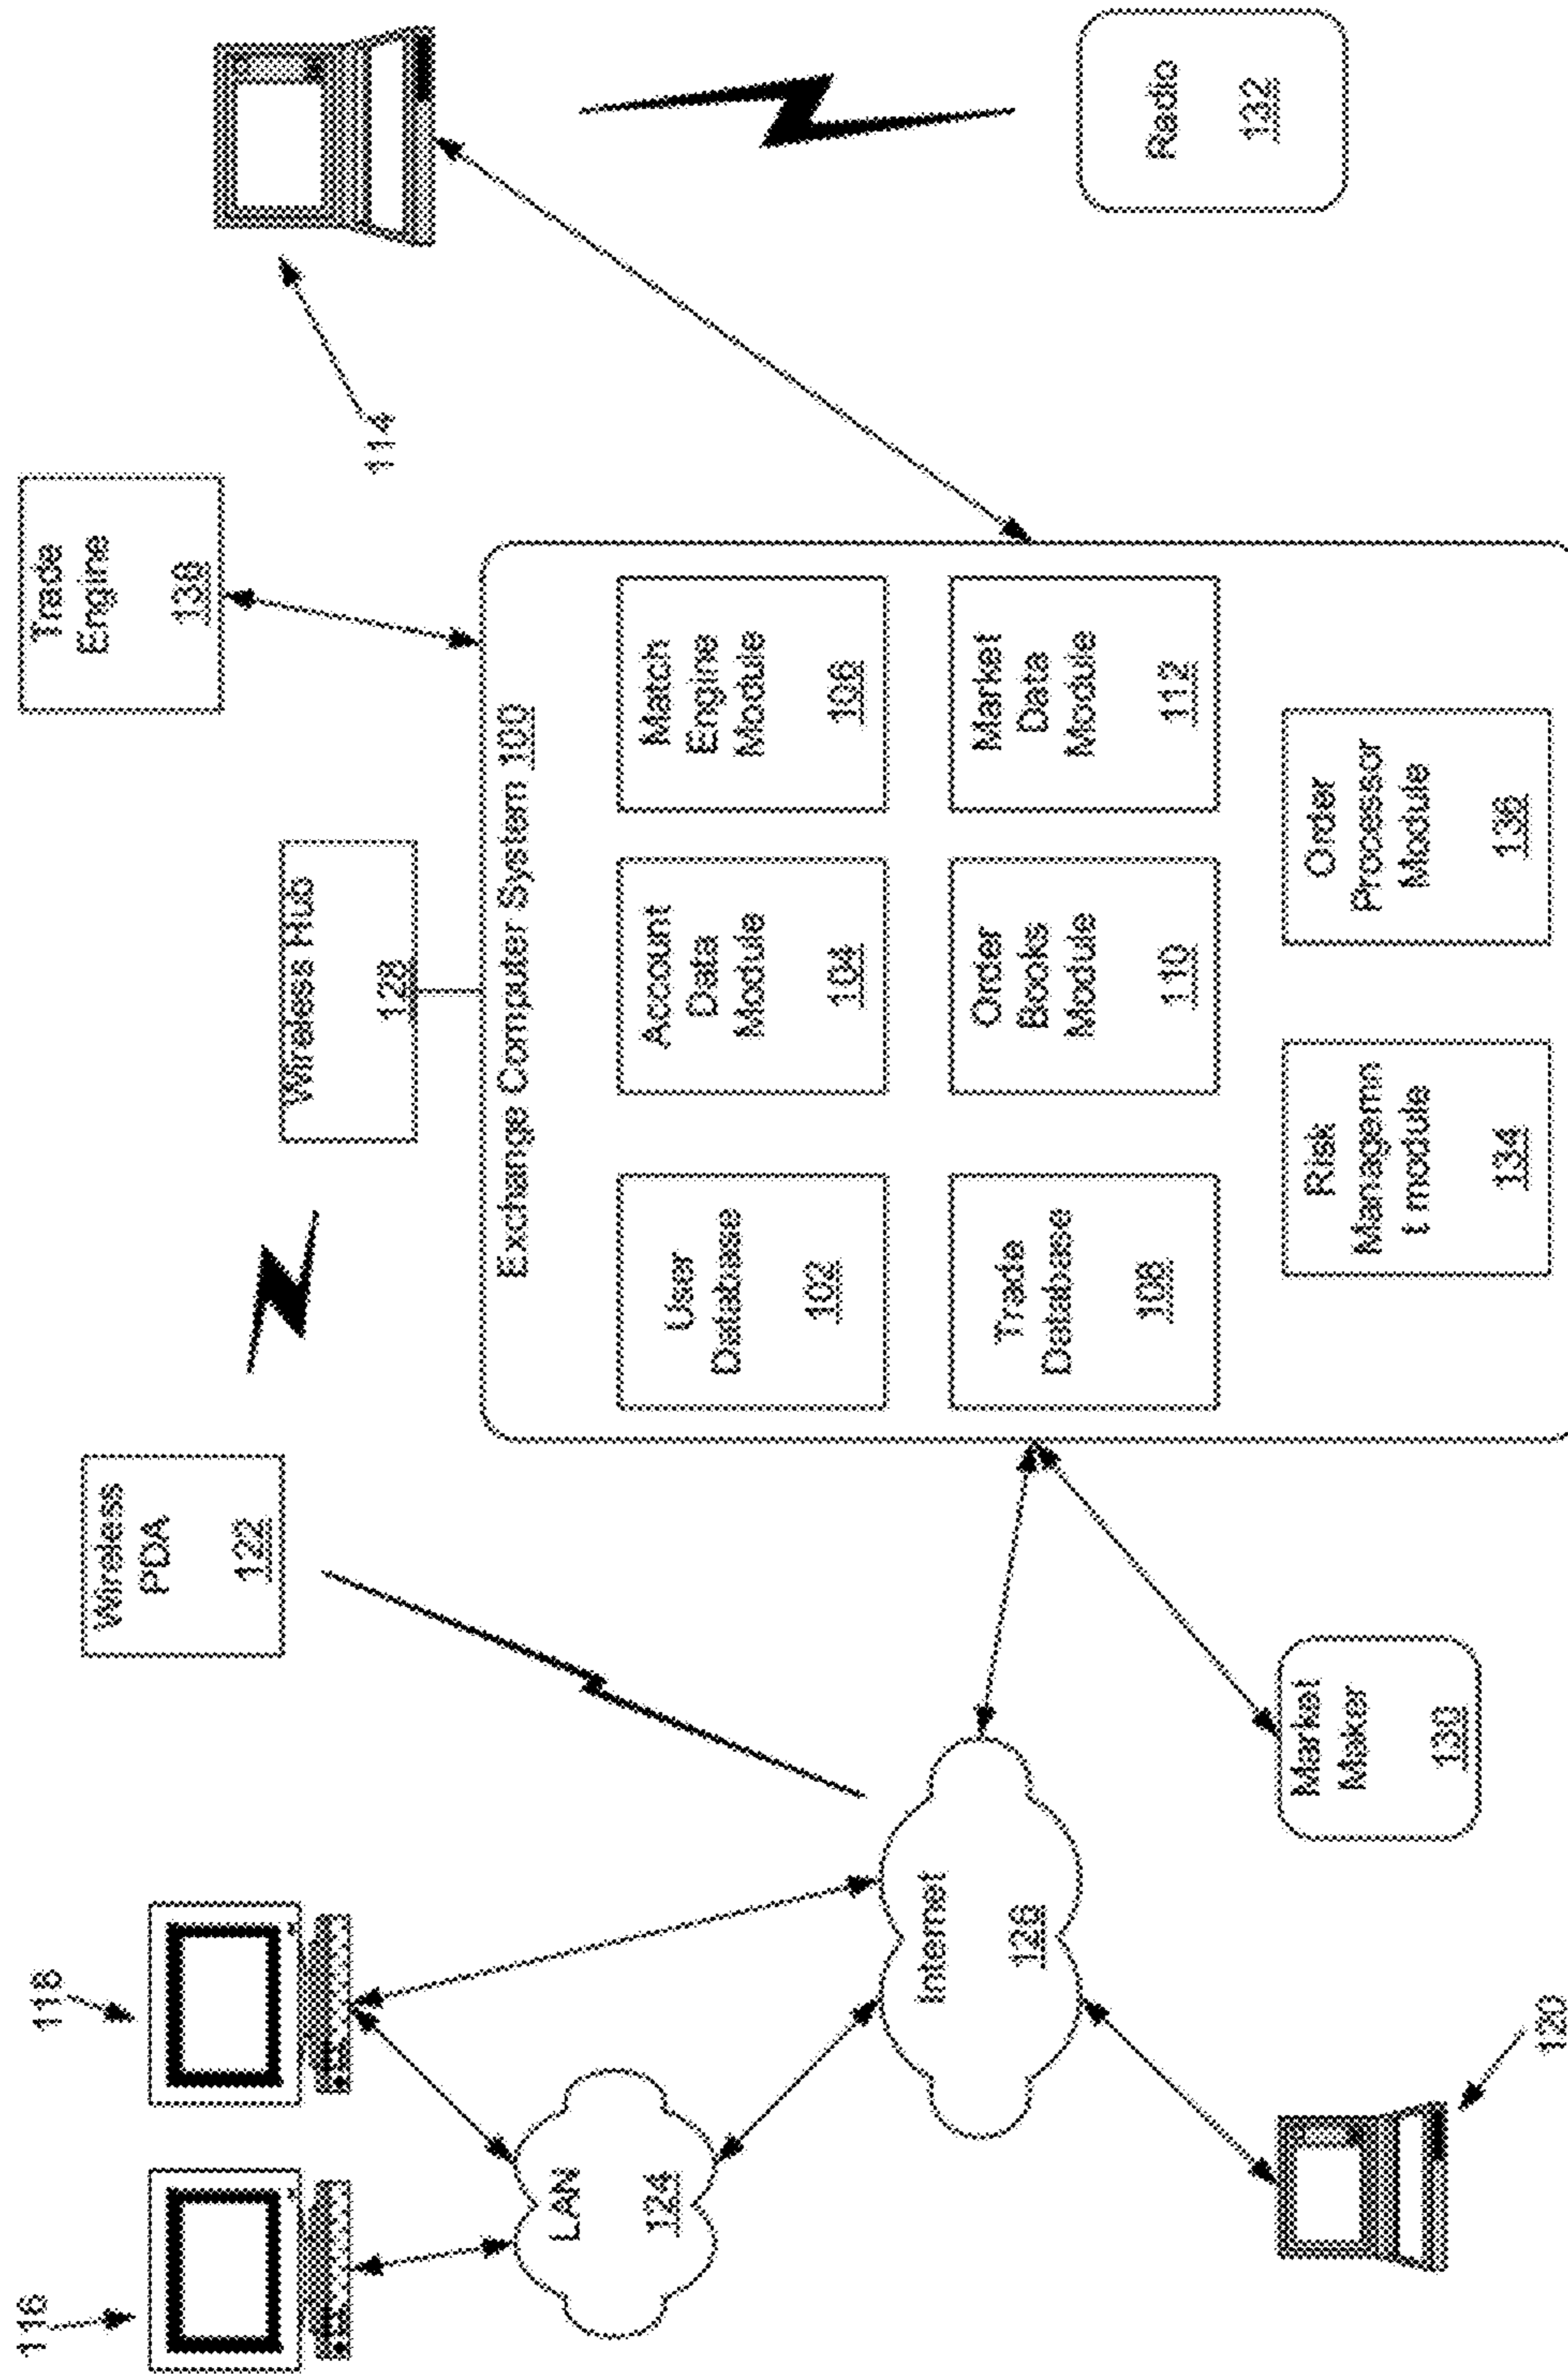 116
118
Wireless
PDA
122
Wireless Hub
128
Trade
Engine
138
114
LAN
124
Internet
126
Exchange Computer System 100
User
Database
102
Account
Data
Module
104
Match
Engine
Module
106
Trade
Database
108
Order
Books
Module
110
Market
Data
Module
112
Risk
Managemn
t module
134
Order
Processor
Module
136
Market
Maker
130
120
Radio
132